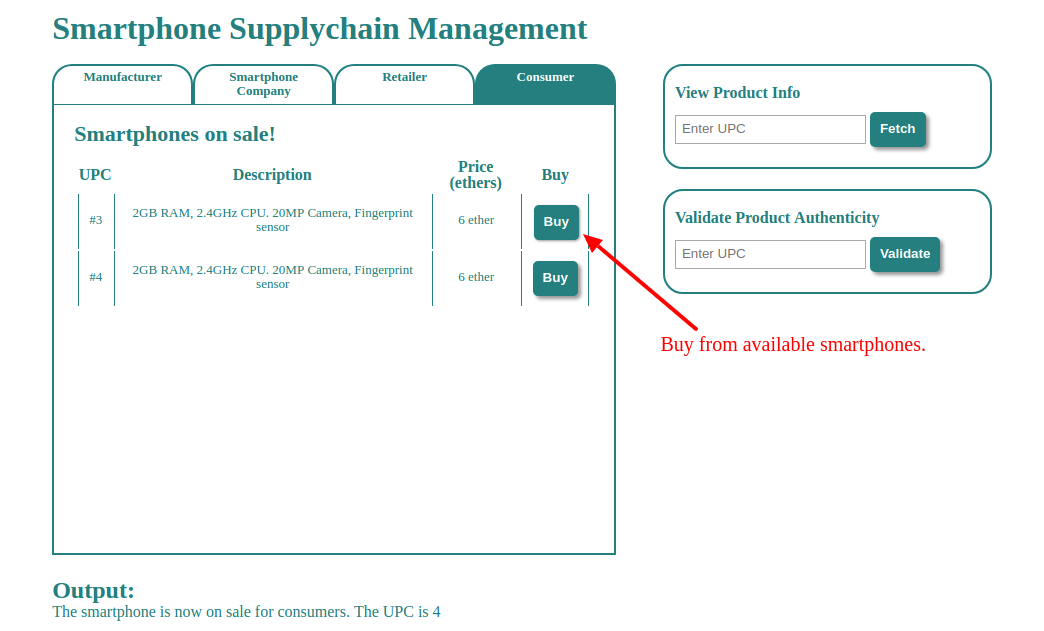 Smartphone Supplychain Management
Manufacturer
Smartphone
Company
Retailer
Consumer
Smartphones on sale!
UPC
Description
Price
(ethers)
Buy
#3
2GB RAM, 2.4GHz CPU. 20MP Camera, Fingerprint
sensor
6 ether
Buy
#4
2GB RAM, 2.4GHz CPU. 20MP Camera, Fingerprint
sensor
6 ether
Buy
View Product Info
Enter UPC
Fetch
Validate Product Authenticity
Enter UPC
Validate
Buy from available smartphones.
Output:
The smartphone is now on sale for consumers. The UPC is 4